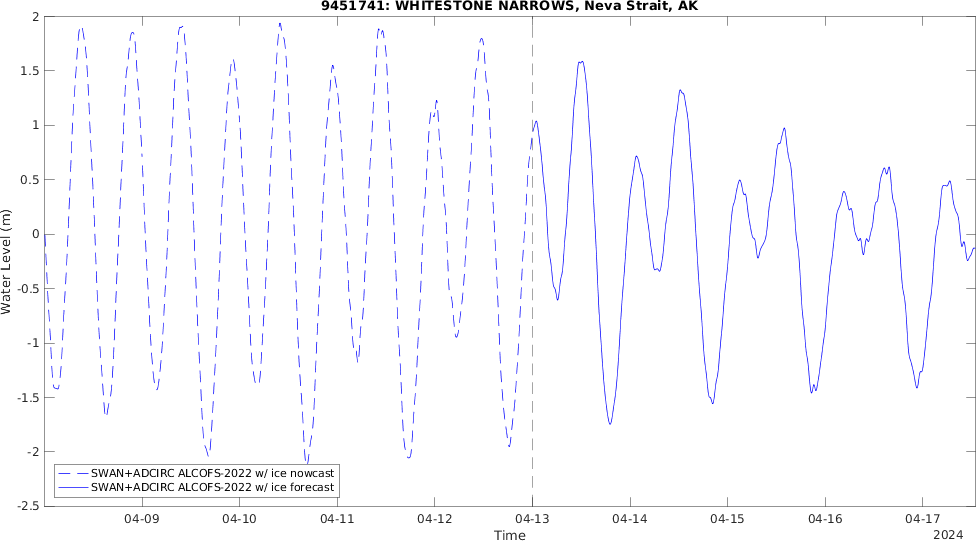 9451741: WHITESTONE NARROWS, Neva Strait, AK
2
1.5
1
0.5
0
-0.5
-1
-1.5
-2
-2.5
Water Level (m)
SWAN+ADCIRC ALCOFS-2022 w/ ice nowcast
SWAN+ADCIRC ALCOFS-2022 w/ ice forecast
04-09 04-10 04-11 04-12 04-13 04-14 04-15 04-16 04-17
Time
2024